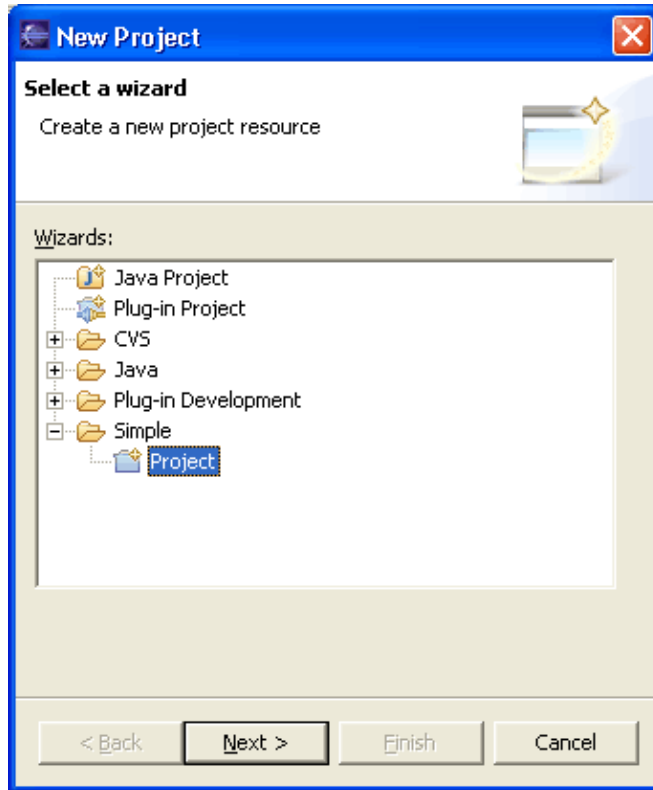 New Project
Select a wizard
Create a new project resource
Wizards:
Java Project
Plug-in Project
CVS
Java
Plug-in Development
Simple
Project
< Back Next > Finish Cancel